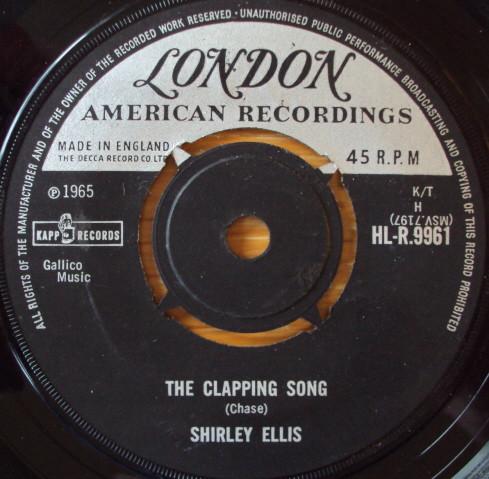 ALL RIGHTS OF THE MANUFACTURER AND OF THE OWNER OF THE RECORDED WORK RESERVED · UNAUTHORISED PUBLIC PERFORMANCE BROADCASTING AND COPYING OF THIS RECORD PROHIBITED
LONDON
AMERICAN RECORDINGS
MADE IN ENGLAND
THE DECCA RECORD CO LTD
45 R.P.M
℗ 1965
K/T
H
(MSV.7197)
KAPP RECORDS
HL-R.9961
Gallico
Music
THE CLAPPING SONG
(Chase)
SHIRLEY ELLIS